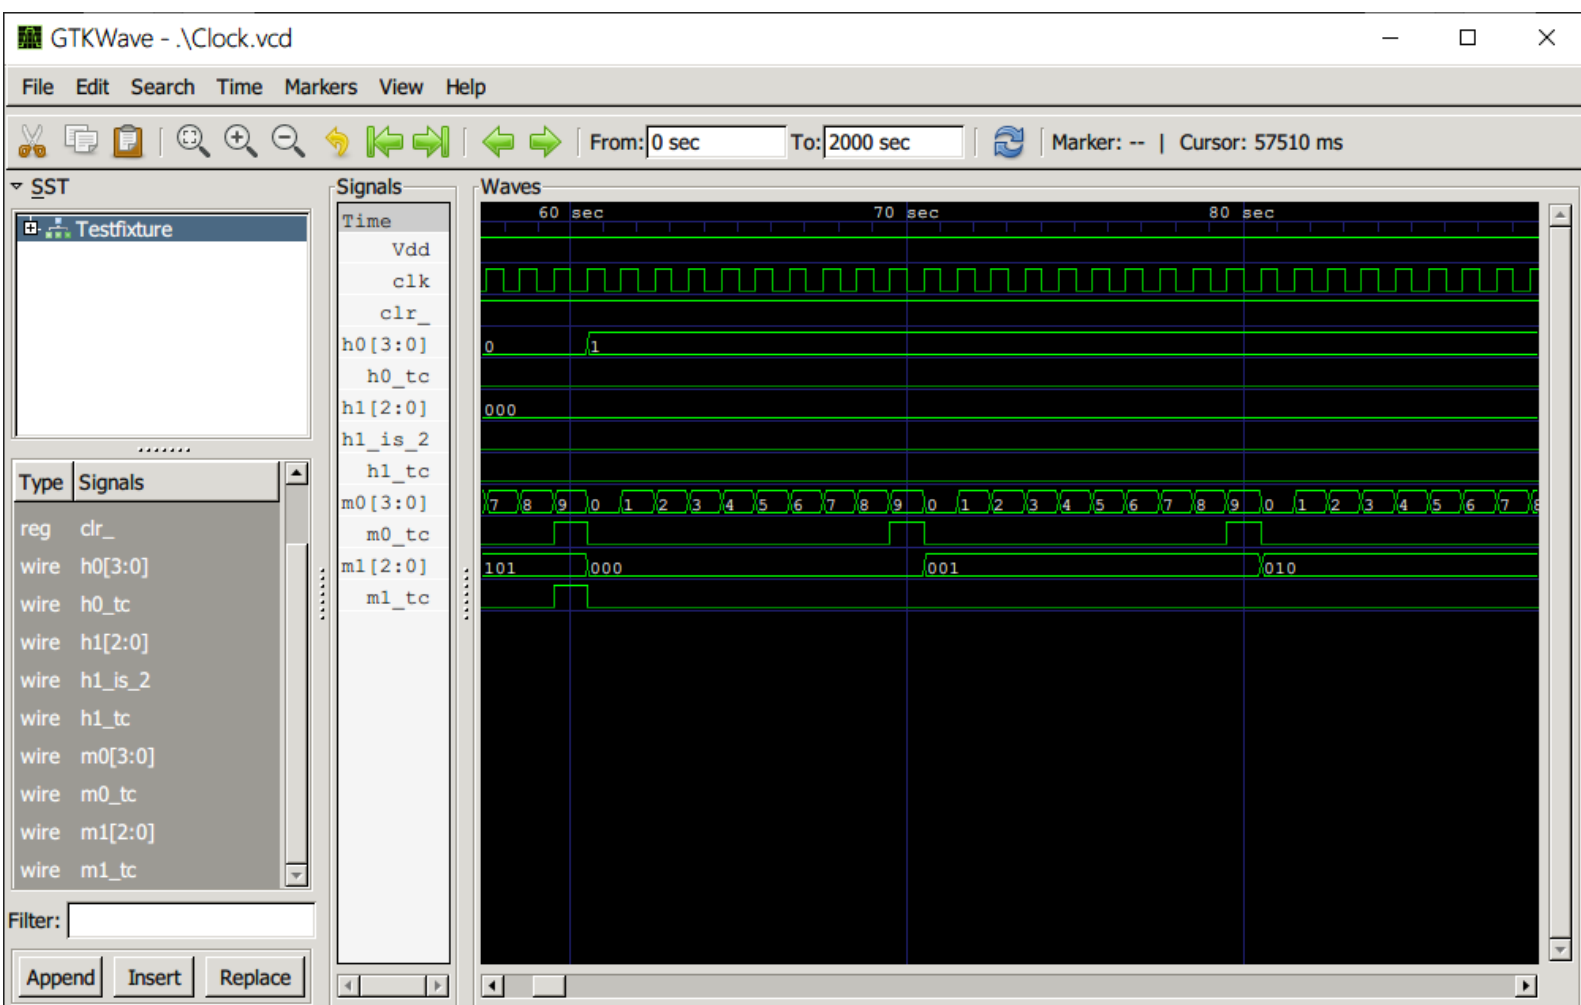 GTKWave - .\Clock.vcd
File Edit Search Time Markers View Help
From: 0 sec To: 2000 sec Marker: -- | Cursor: 57510 ms
SST
Testfixture
Type Signals
reg clr_
wire h0[3:0]
wire h0_tc
wire h1[2:0]
wire h1_is_2
wire h1_tc
wire m0[3:0]
wire m0_tc
wire m1[2:0]
wire m1_tc
Filter:
Append Insert Replace
Signals
Time
Vdd
clk
clr_
h0[3:0]
h0_tc
h1[2:0]
h1_is_2
h1_tc
m0[3:0]
m0_tc
m1[2:0]
m1_tc
Waves
60 sec 70 sec 80 sec
0 1
000
7 8 9 0 1 2 3 4 5 6 7 8 9 0 1 2 3 4 5 6 7 8 9 0 1 2 3 4 5 6 7 8
101 000 001 010